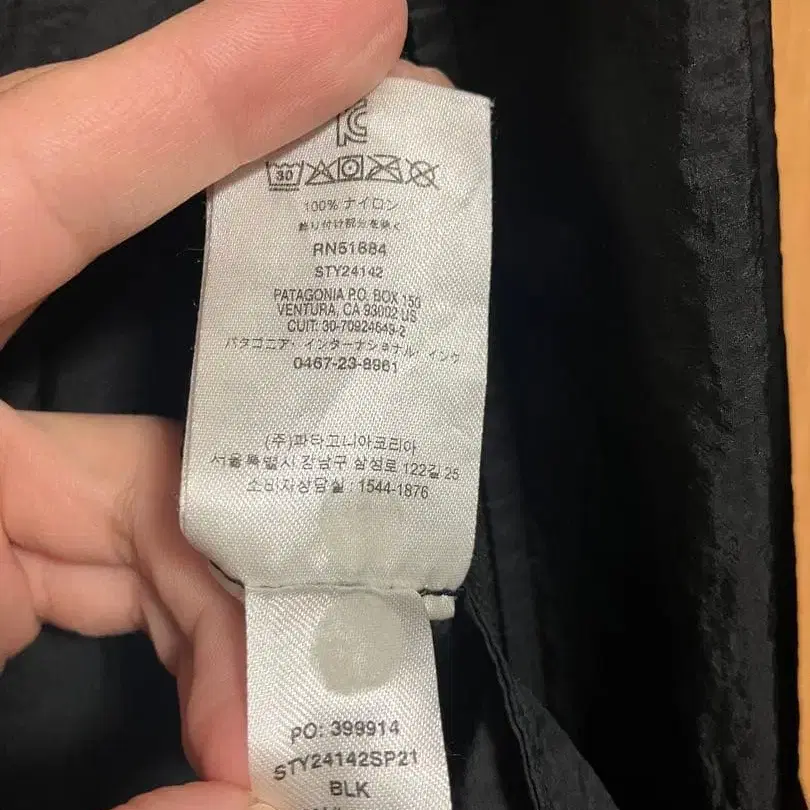 30
100% ナイロン
飾り付け部分を除く
RN51884
STY24142
PATAGONIA P.O. BOX 150
VENTURA, CA 93002 US
CUIT: 30-70924649-2
パタゴニア・インターナショナル・インク
0467-23-8961
(주)파타고니아코리아
서울특별시 강남구 삼성로 122길 25
소비자상담실 : 1544-1876
PO: 399914
STY24142SP21
BLK